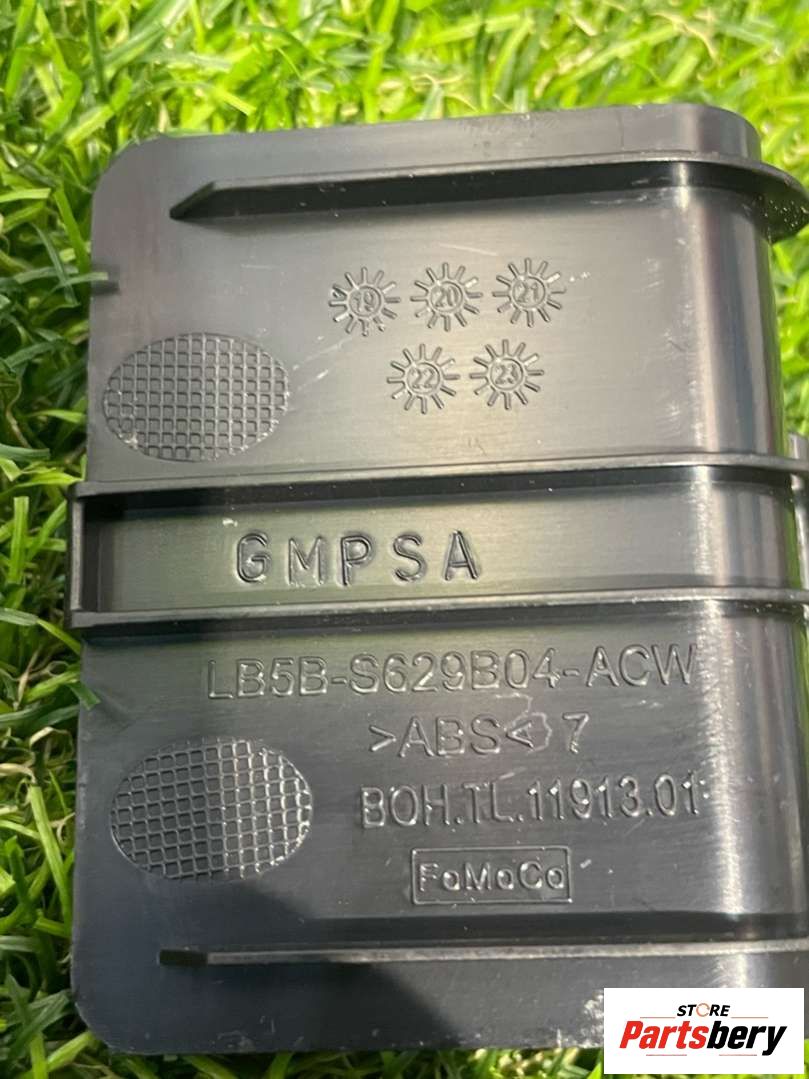 19 20 21
22 23
GMPSA
LB5B-S629B04-ACW
>ABS< 7
BOH.TL.11913.01
FoMoCo
STORE
Partsbery